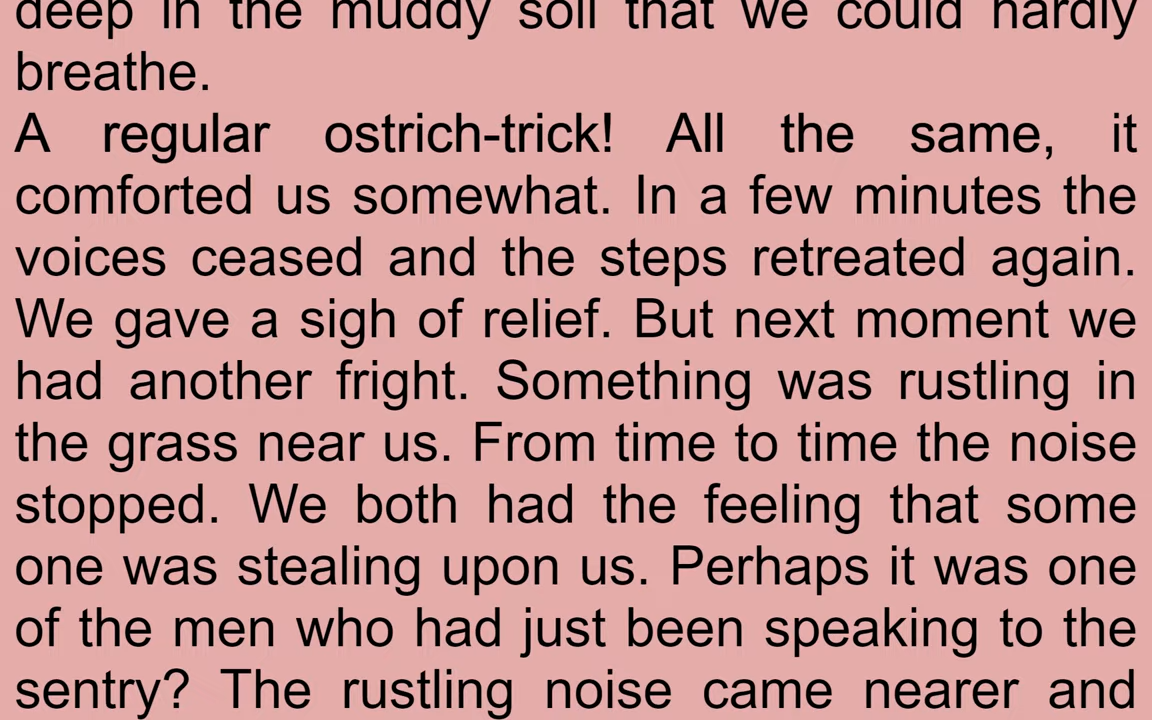 deep in the muddy soil that we could hardly
breathe.
A regular ostrich-trick! All the same, it
comforted us somewhat. In a few minutes the
voices ceased and the steps retreated again.
We gave a sigh of relief. But next moment we
had another fright. Something was rustling in
the grass near us. From time to time the noise
stopped. We both had the feeling that some
one was stealing upon us. Perhaps it was one
of the men who had just been speaking to the
sentry? The rustling noise came nearer and